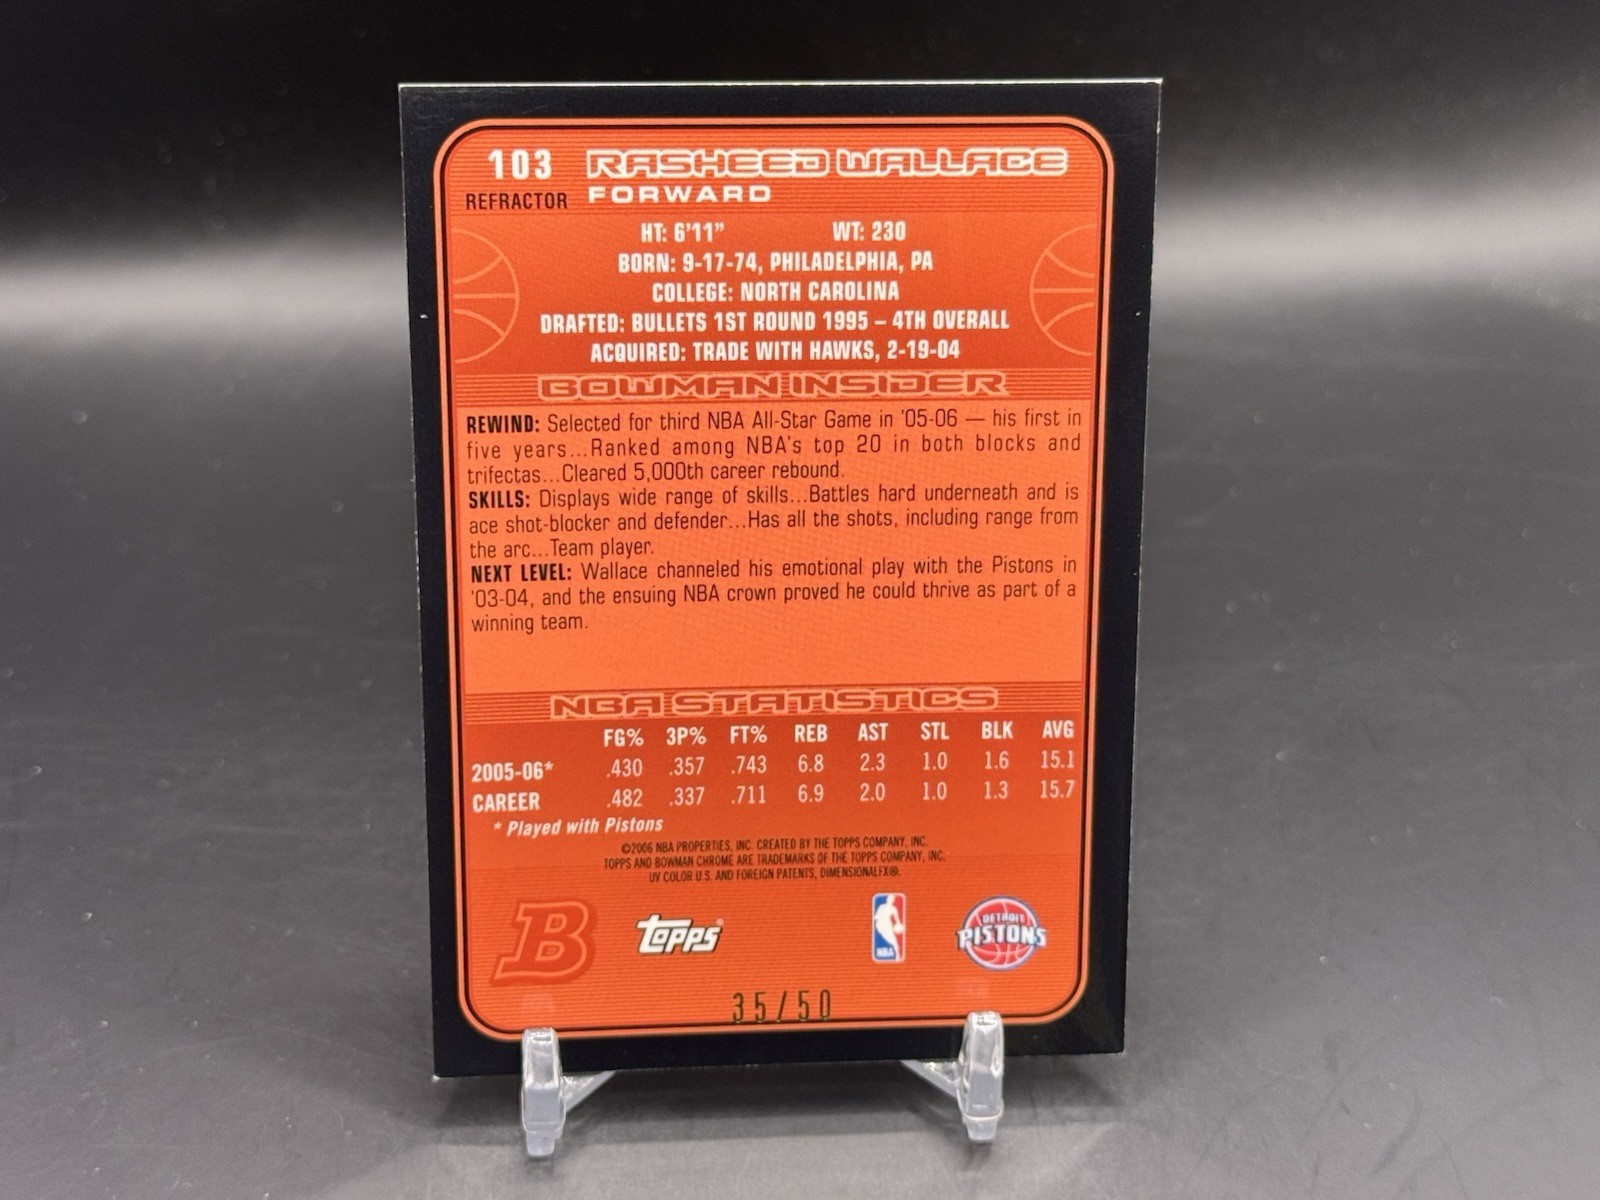 103 RASHEED WALLACE
REFRACTOR FORWARD
HT: 6'11" WT: 230
BORN: 9-17-74, PHILADELPHIA, PA
COLLEGE: NORTH CAROLINA
DRAFTED: BULLETS 1ST ROUND 1995 – 4TH OVERALL
ACQUIRED: TRADE WITH HAWKS, 2-19-04
BOWMAN INSIDER
REWIND: Selected for third NBA All-Star Game in '05-06 — his first in
five years...Ranked among NBA's top 20 in both blocks and
trifectas...Cleared 5,000th career rebound.
SKILLS: Displays wide range of skills...Battles hard underneath and is
ace shot-blocker and defender...Has all the shots, including range from
the arc...Team player.
NEXT LEVEL: Wallace channeled his emotional play with the Pistons in
'03-04, and the ensuing NBA crown proved he could thrive as part of a
winning team.
NBA STATISTICS
FG% 3P% FT% REB AST STL BLK AVG
2005-06* .430 .357 .743 6.8 2.3 1.0 1.6 15.1
CAREER .482 .337 .711 6.9 2.0 1.0 1.3 15.7
* Played with Pistons
©2006 NBA PROPERTIES, INC. CREATED BY THE TOPPS COMPANY, INC.
TOPPS AND BOWMAN CHROME ARE TRADEMARKS OF THE TOPPS COMPANY, INC.
UV COLOR U.S. AND FOREIGN PATENTS, DIMENSIONALFX®.
B Topps® NBA DETROIT PISTONS
35/50